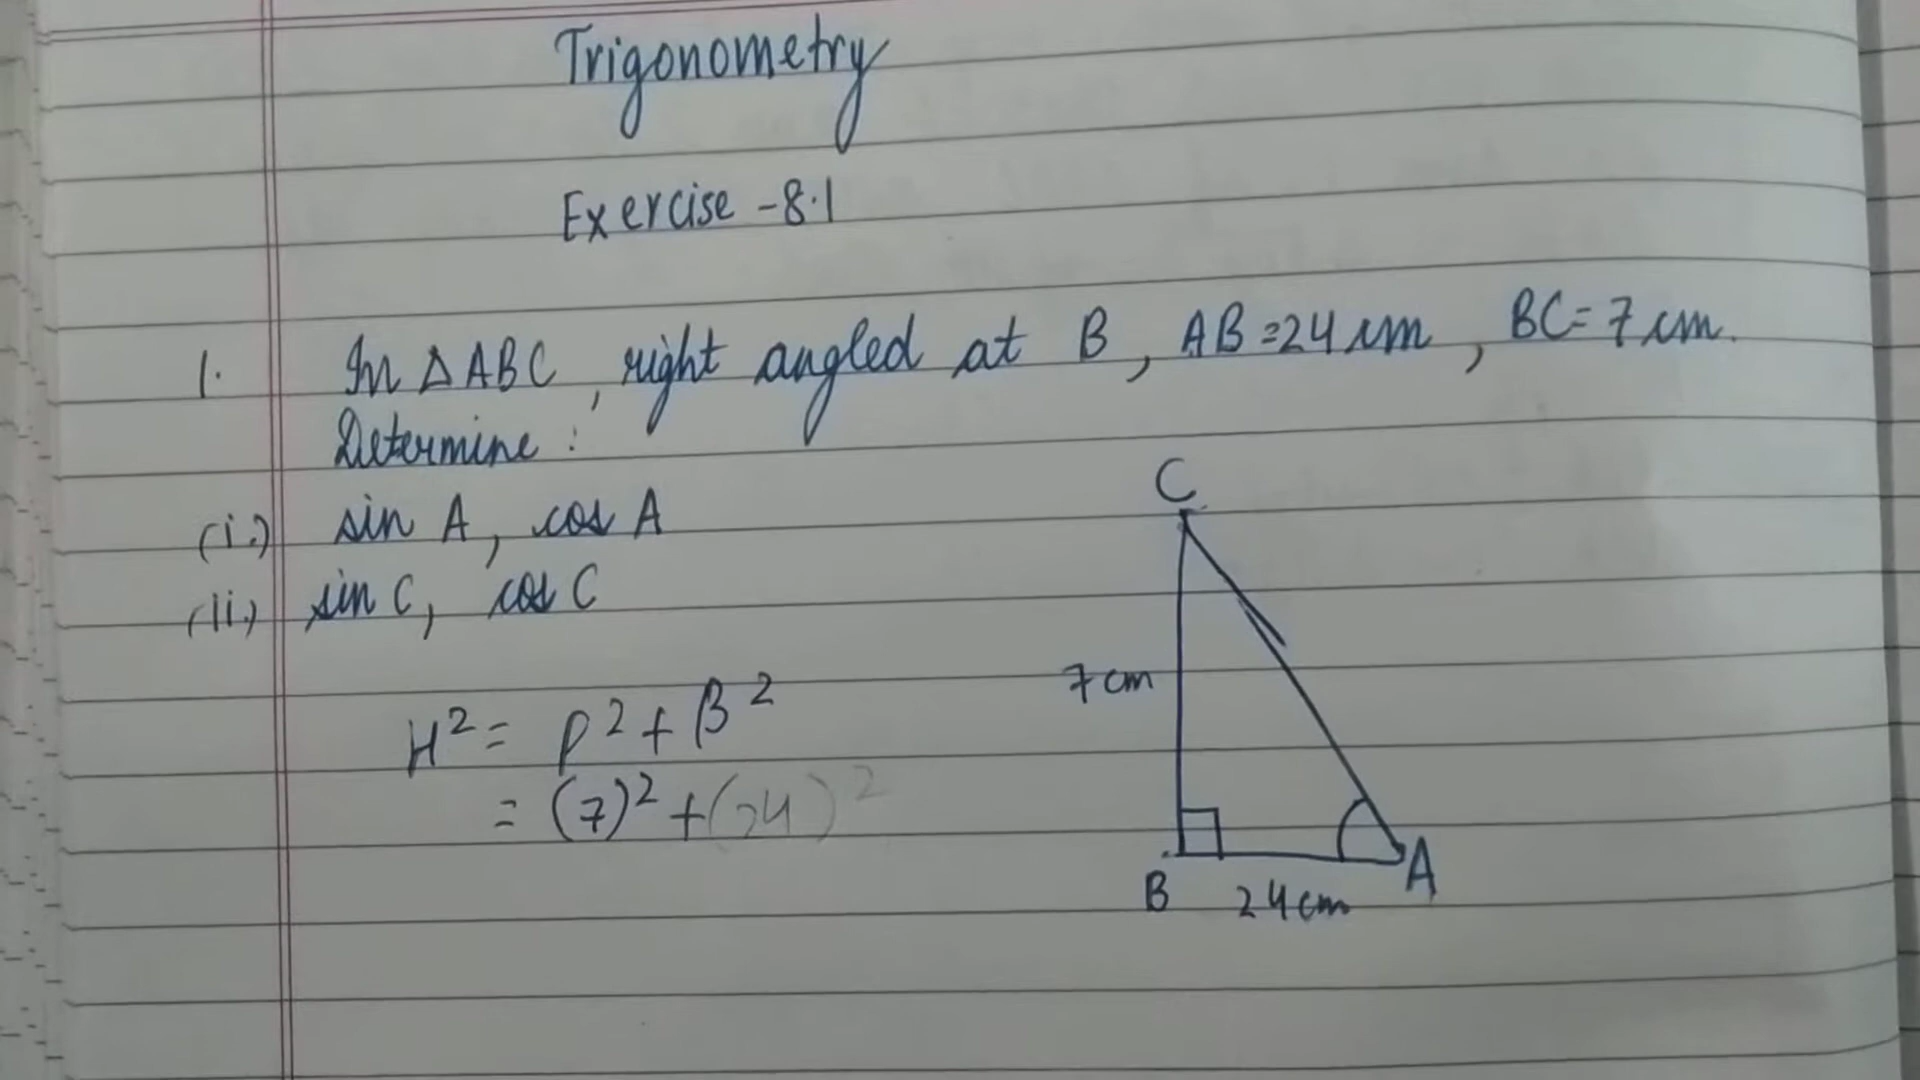 Trigonometry
Exercise - 8.1
1. In △ABC, right angled at B, AB = 24 cm, BC = 7 cm.
Determine :
(i.) sin A, cos A
(ii.) sin C, cos C
H² = P² + B²
= (7)² + (24)²
C
7 cm
B
24 cm
A